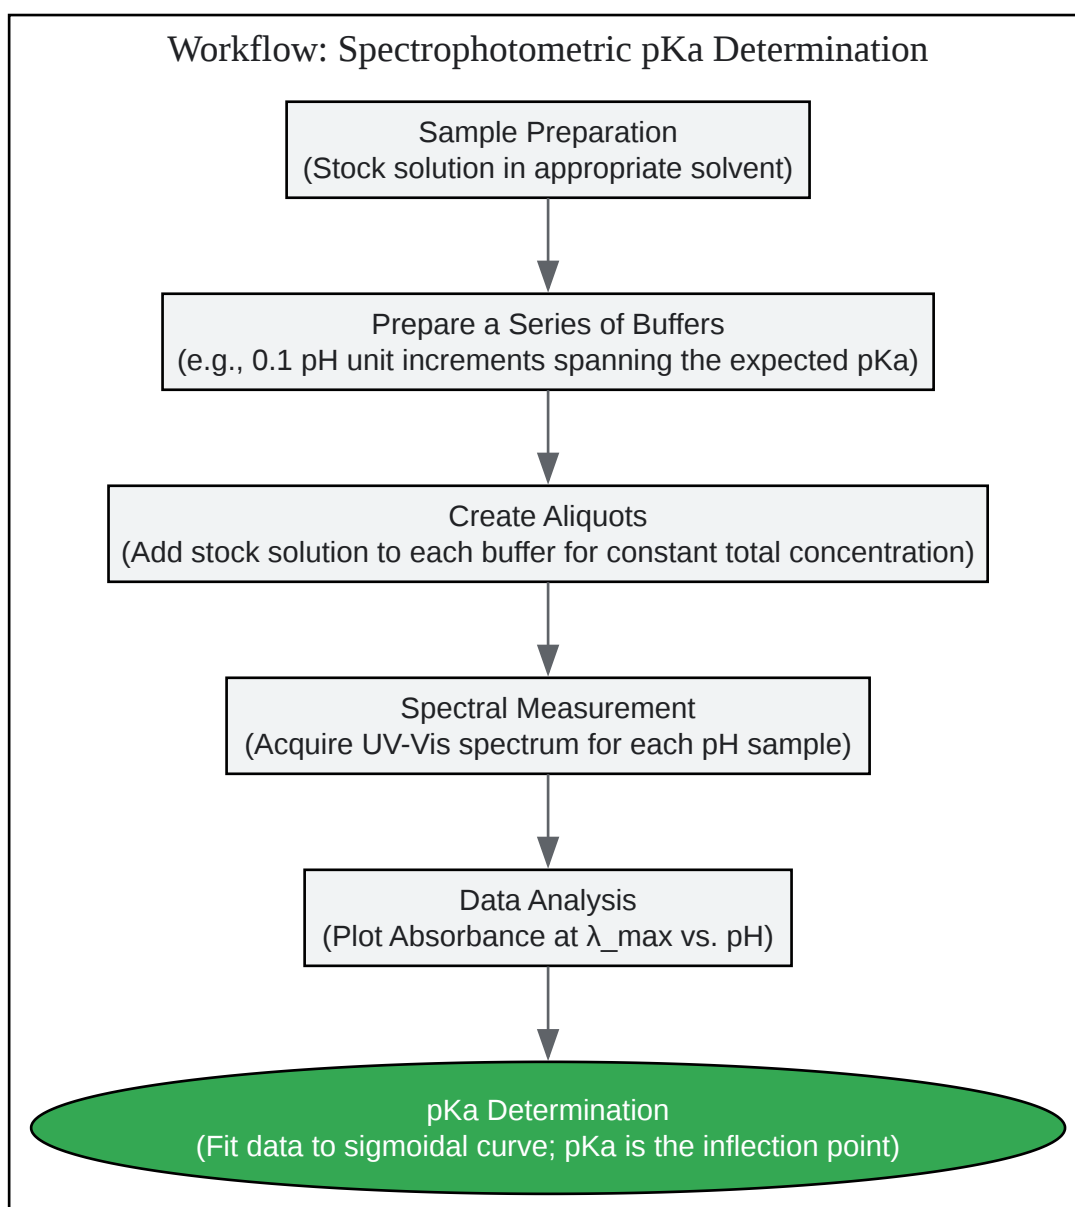 Workflow: Spectrophotometric pKa Determination
Sample Preparation
(Stock solution in appropriate solvent)
Prepare a Series of Buffers
(e.g., 0.1 pH unit increments spanning the expected pKa)
Create Aliquots
(Add stock solution to each buffer for constant total concentration)
Spectral Measurement
(Acquire UV-Vis spectrum for each pH sample)
Data Analysis
(Plot Absorbance at λ_max vs. pH)
pKa Determination
(Fit data to sigmoidal curve; pKa is the inflection point)